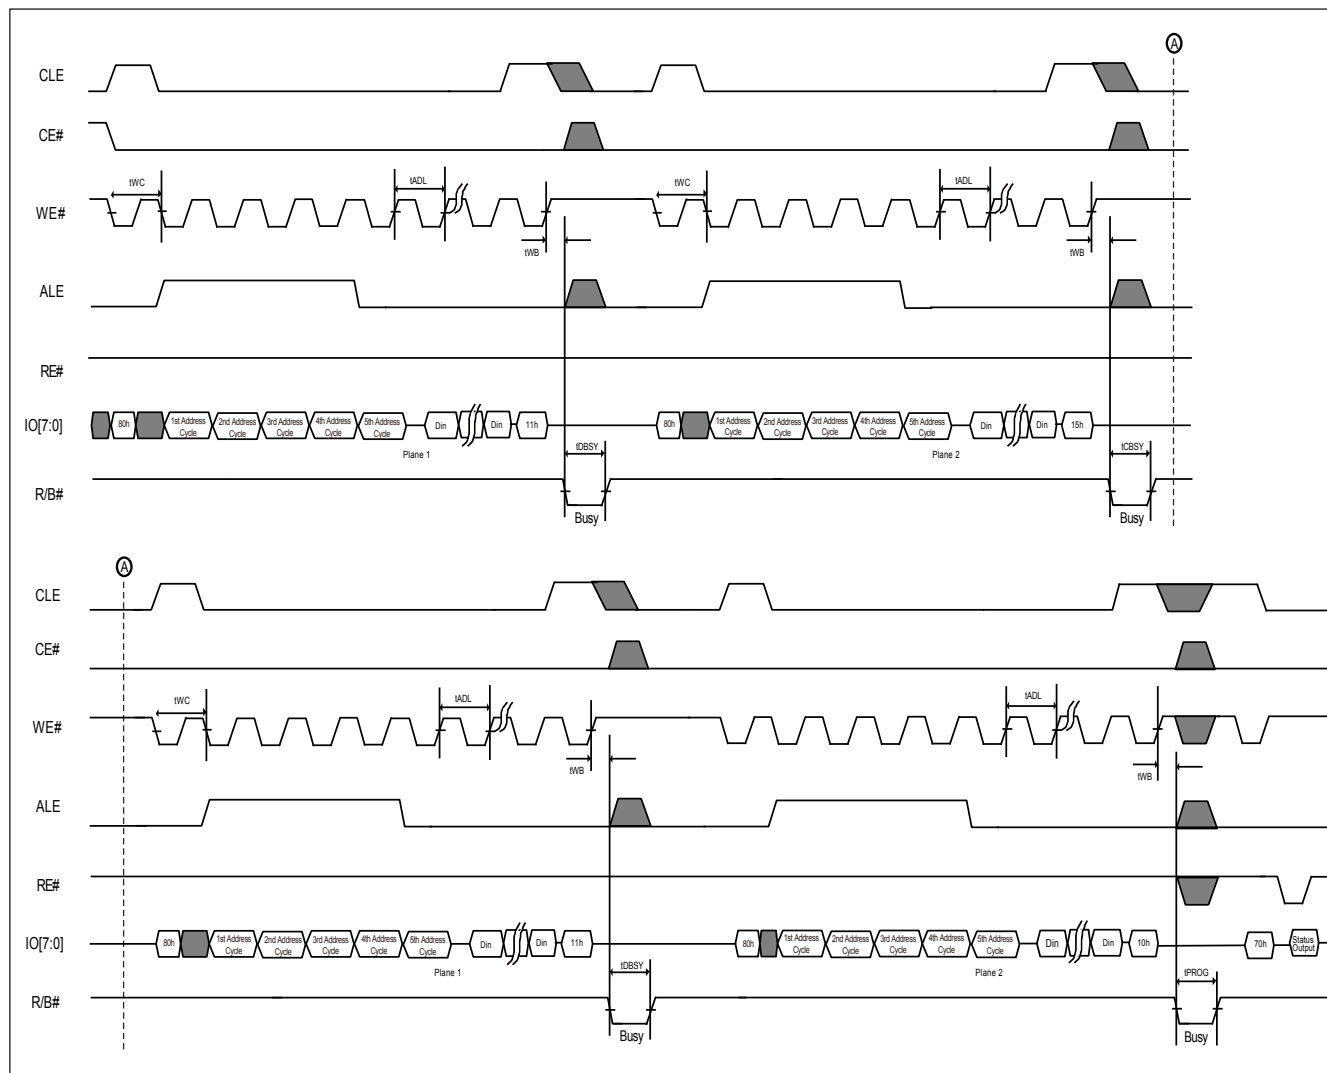 A
CLE
CE#
tWC
tADL
tWC
tADL
WE#
tWB
tWB
ALE
RE#
IO[7:0]
80h
1st Address Cycle
2nd Address Cycle
3rd Address Cycle
4th Address Cycle
5th Address Cycle
Din
Din
11h
80h
1st Address Cycle
2nd Address Cycle
3rd Address Cycle
4th Address Cycle
5th Address Cycle
Din
Din
15h
Plane 1
tDBSY
Plane 2
tCBSY
R/B#
Busy
Busy
A
CLE
CE#
tWC
tADL
tADL
WE#
tWB
tWB
ALE
RE#
IO[7:0]
80h
1st Address Cycle
2nd Address Cycle
3rd Address Cycle
4th Address Cycle
5th Address Cycle
Din
Din
11h
80h
1st Address Cycle
2nd Address Cycle
3rd Address Cycle
4th Address Cycle
5th Address Cycle
Din
Din
10h
70h
Status Output
Plane 1
tDBSY
Plane 2
tPROG
R/B#
Busy
Busy